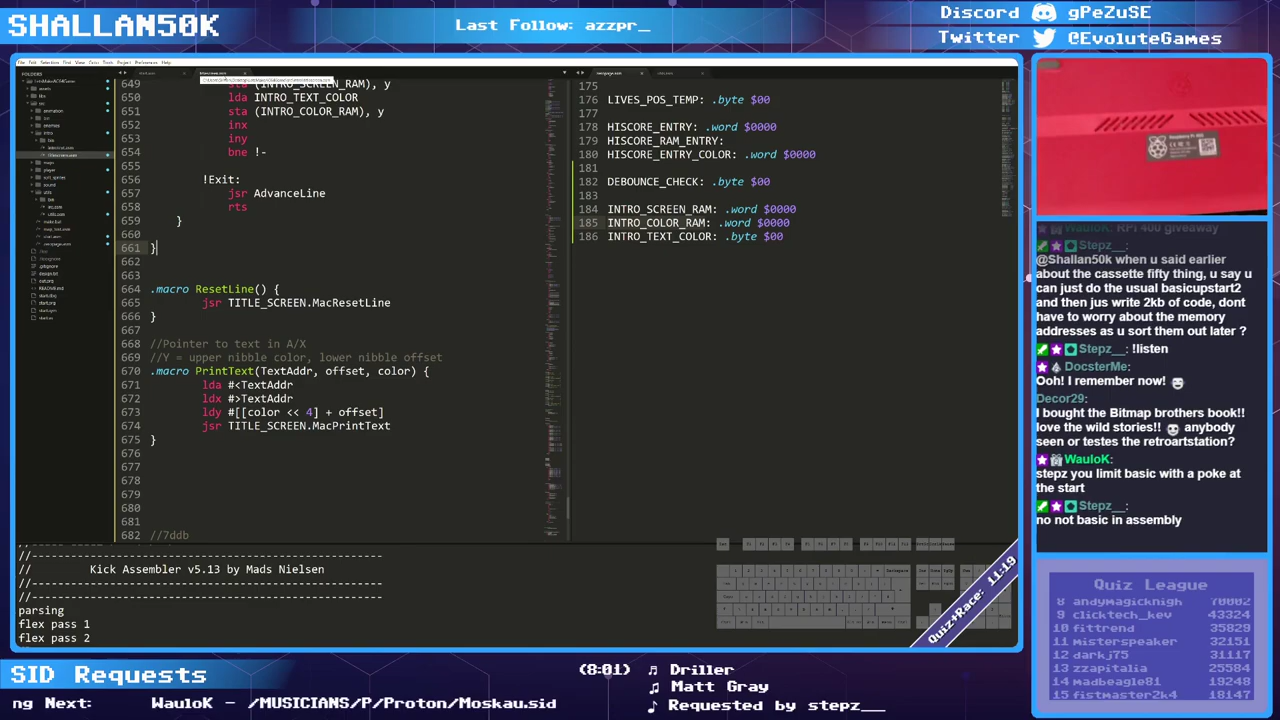 SHALLAN50K
Last Follow: azzpr_
Discord gPeZuSE
Twitter @EvoluteGames
FOLDERS
649 sta (INTRO_SCREEN_RAM), y
650 lda INTRO_TEXT_COLOR
651 sta (INTRO_COLOR_RAM), y
652 inx
653 iny
654 bne !-
655
656 !Exit:
657 jsr AdvanceLine
658 rts
659 }
660
661 }
662
663
664 .macro ResetLine() {
665 jsr TITLE_SCREEN.MacResetLine
666 }
667
668 //Pointer to text in A/X
669 //Y = upper nibble color, lower nibble offset
670 .macro PrintText(TextAddr, offset, color) {
671 lda #<TextAddr
672 ldx #>TextAddr
673 ldy #[[color << 4] + offset]
674 jsr TITLE_SCREEN.MacPrintText
675 }
676
677
678
679
680
681
682 //7ddb
175
176 LIVES_POS_TEMP: .byte $00
177
178 HISCORE_ENTRY: .word $0000
179 HISCORE_RAM_ENTRY:
180 HISCORE_ENTRY_COLOR: .word $0000
181
182 DEBOUNCE_CHECK: .byte $00
183
184 INTRO_SCREEN_RAM: .word $0000
185 INTRO_COLOR_RAM: .word $0000
186 INTRO_TEXT_COLOR: .byte $00
//------------------------------------------------------
// Kick Assembler v5.13 by Mads Nielsen
//------------------------------------------------------
parsing
flex pass 1
flex pass 2
Quiz+Race: 11:19
WauloK: RPi 400 giveaway
Stepz__:
@Shallan50k when u said earlier
about the cassette fifty thing, u say u
can just do the usual basicupstart2
and then jus write 2kb of code, dont
have to worry about the memory
addresses as u sort them out later ?
Stepz__: !listen
DocsterMe:
Ooh! I remember now!
Decor29:
I bought the Bitmap brothers book!!
love the wild stories!! anybody
seen or testes the retroartstation?
WauloK:
stepz you limit basic with a poke at
the start
Stepz__:
no not basic in assembly
Quiz League
8 andymagicknigh 70002
9 clicktech_kev 43324
10 fittrend 35829
11 misterspeaker 32151
12 darkj75 31117
13 zzapitalia 25584
14 madbeagle81 19248
15 fistmaster2k4 18147
SID Requests
(8:01) Driller
Matt Gray
Requested by stepz__
ng Next: WauloK - /MUSICIANS/P/Proton/Moskau.sid